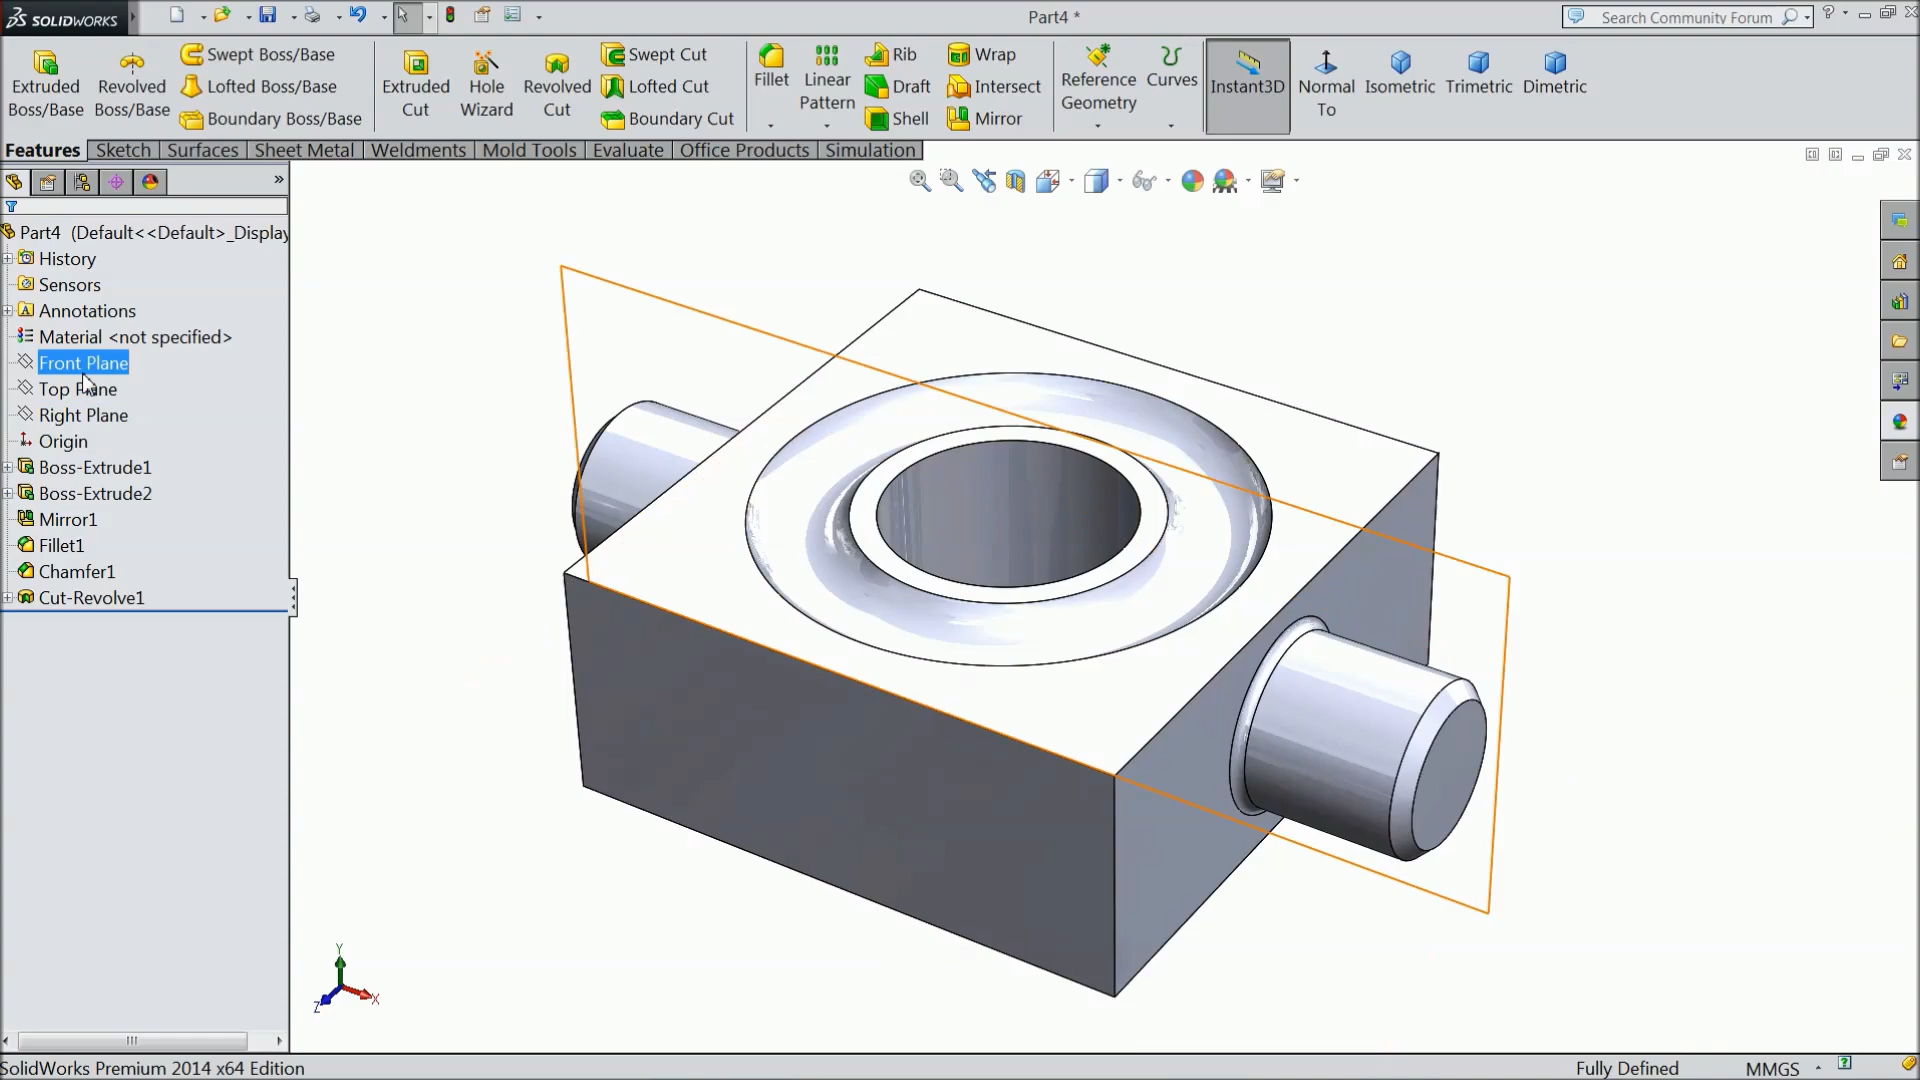 SOLIDWORKS
Part4 *
Search Community Forum
?
Extruded Boss/Base
Revolved Boss/Base
Swept Boss/Base
Lofted Boss/Base
Boundary Boss/Base
Extruded Cut
Hole Wizard
Revolved Cut
Swept Cut
Lofted Cut
Boundary Cut
Fillet
Linear Pattern
Rib
Draft
Shell
Wrap
Intersect
Mirror
Reference Geometry
Curves
Instant3D
Normal To
Isometric
Trimetric
Dimetric
Features
Sketch
Surfaces
Sheet Metal
Weldments
Mold Tools
Evaluate
Office Products
Simulation
»
Part4 (Default<<Default>_Display
History
Sensors
Annotations
Material <not specified>
Front Plane
Top Plane
Right Plane
Origin
Boss-Extrude1
Boss-Extrude2
Mirror1
Fillet1
Chamfer1
Cut-Revolve1
Y
X
Z
SolidWorks Premium 2014 x64 Edition
Fully Defined
MMGS
?